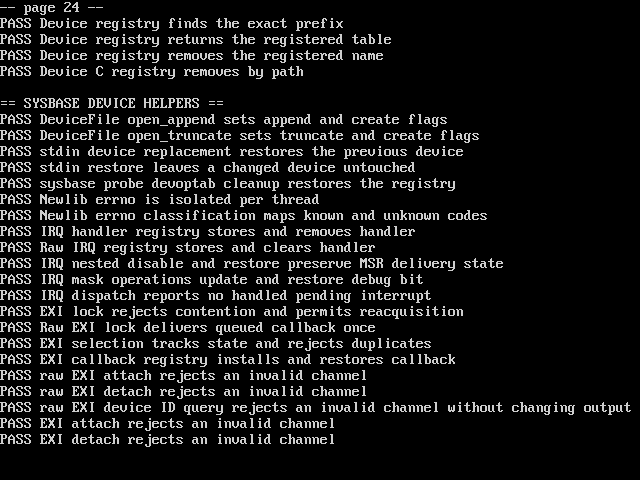 -- page 24 --
PASS Device registry finds the exact prefix
PASS Device registry returns the registered table
PASS Device registry removes the registered name
PASS Device C registry removes by path

== SYSBASE DEVICE HELPERS ==
PASS DeviceFile open_append sets append and create flags
PASS DeviceFile open_truncate sets truncate and create flags
PASS stdin device replacement restores the previous device
PASS stdin restore leaves a changed device untouched
PASS sysbase probe devoptab cleanup restores the registry
PASS Newlib errno is isolated per thread
PASS Newlib errno classification maps known and unknown codes
PASS IRQ handler registry stores and removes handler
PASS Raw IRQ registry stores and clears handler
PASS IRQ nested disable and restore preserve MSR delivery state
PASS IRQ mask operations update and restore debug bit
PASS IRQ dispatch reports no handled pending interrupt
PASS EXI lock rejects contention and permits reacquisition
PASS Raw EXI lock delivers queued callback once
PASS EXI selection tracks state and rejects duplicates
PASS EXI callback registry installs and restores callback
PASS raw EXI attach rejects an invalid channel
PASS raw EXI detach rejects an invalid channel
PASS raw EXI device ID query rejects an invalid channel without changing output
PASS EXI attach rejects an invalid channel
PASS EXI detach rejects an invalid channel